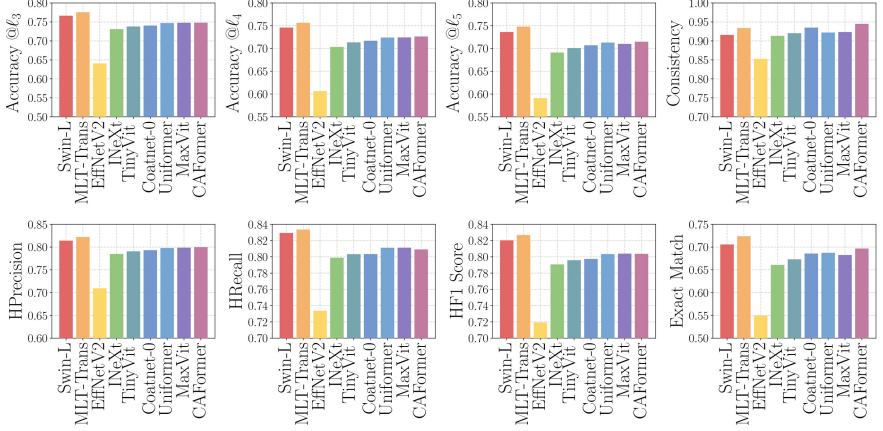 Accuracy @ℓ3
0.80
0.75
0.70
0.65
0.60
0.55
0.50
Swin-L
MLT-Trans
EffNetV2
INeXt
TinyVit
Coatnet-0
Uniformer
MaxVit
CAFormer
Accuracy @ℓ4
0.80
0.75
0.70
0.65
0.60
0.55
Swin-L
MLT-Trans
EffNetV2
INeXt
TinyVit
Coatnet-0
Uniformer
MaxVit
CAFormer
Accuracy @ℓ5
0.80
0.75
0.70
0.65
0.60
0.55
Swin-L
MLT-Trans
EffNetV2
INeXt
TinyVit
Coatnet-0
Uniformer
MaxVit
CAFormer
Consistency
1.00
0.95
0.90
0.85
0.80
0.75
0.70
Swin-L
MLT-Trans
EffNetV2
INeXt
TinyVit
Coatnet-0
Uniformer
MaxVit
CAFormer
HPrecision
0.85
0.80
0.75
0.70
0.65
0.60
Swin-L
MLT-Trans
EffNetV2
INeXt
TinyVit
Coatnet-0
Uniformer
MaxVit
CAFormer
HRecall
0.84
0.82
0.80
0.78
0.76
0.74
0.72
0.70
Swin-L
MLT-Trans
EffNetV2
INeXt
TinyVit
Coatnet-0
Uniformer
MaxVit
CAFormer
HF1 Score
0.84
0.82
0.80
0.78
0.76
0.74
0.72
0.70
Swin-L
MLT-Trans
EffNetV2
INeXt
TinyVit
Coatnet-0
Uniformer
MaxVit
CAFormer
Exact Match
0.75
0.70
0.65
0.60
0.55
0.50
Swin-L
MLT-Trans
EffNetV2
INeXt
TinyVit
Coatnet-0
Uniformer
MaxVit
CAFormer